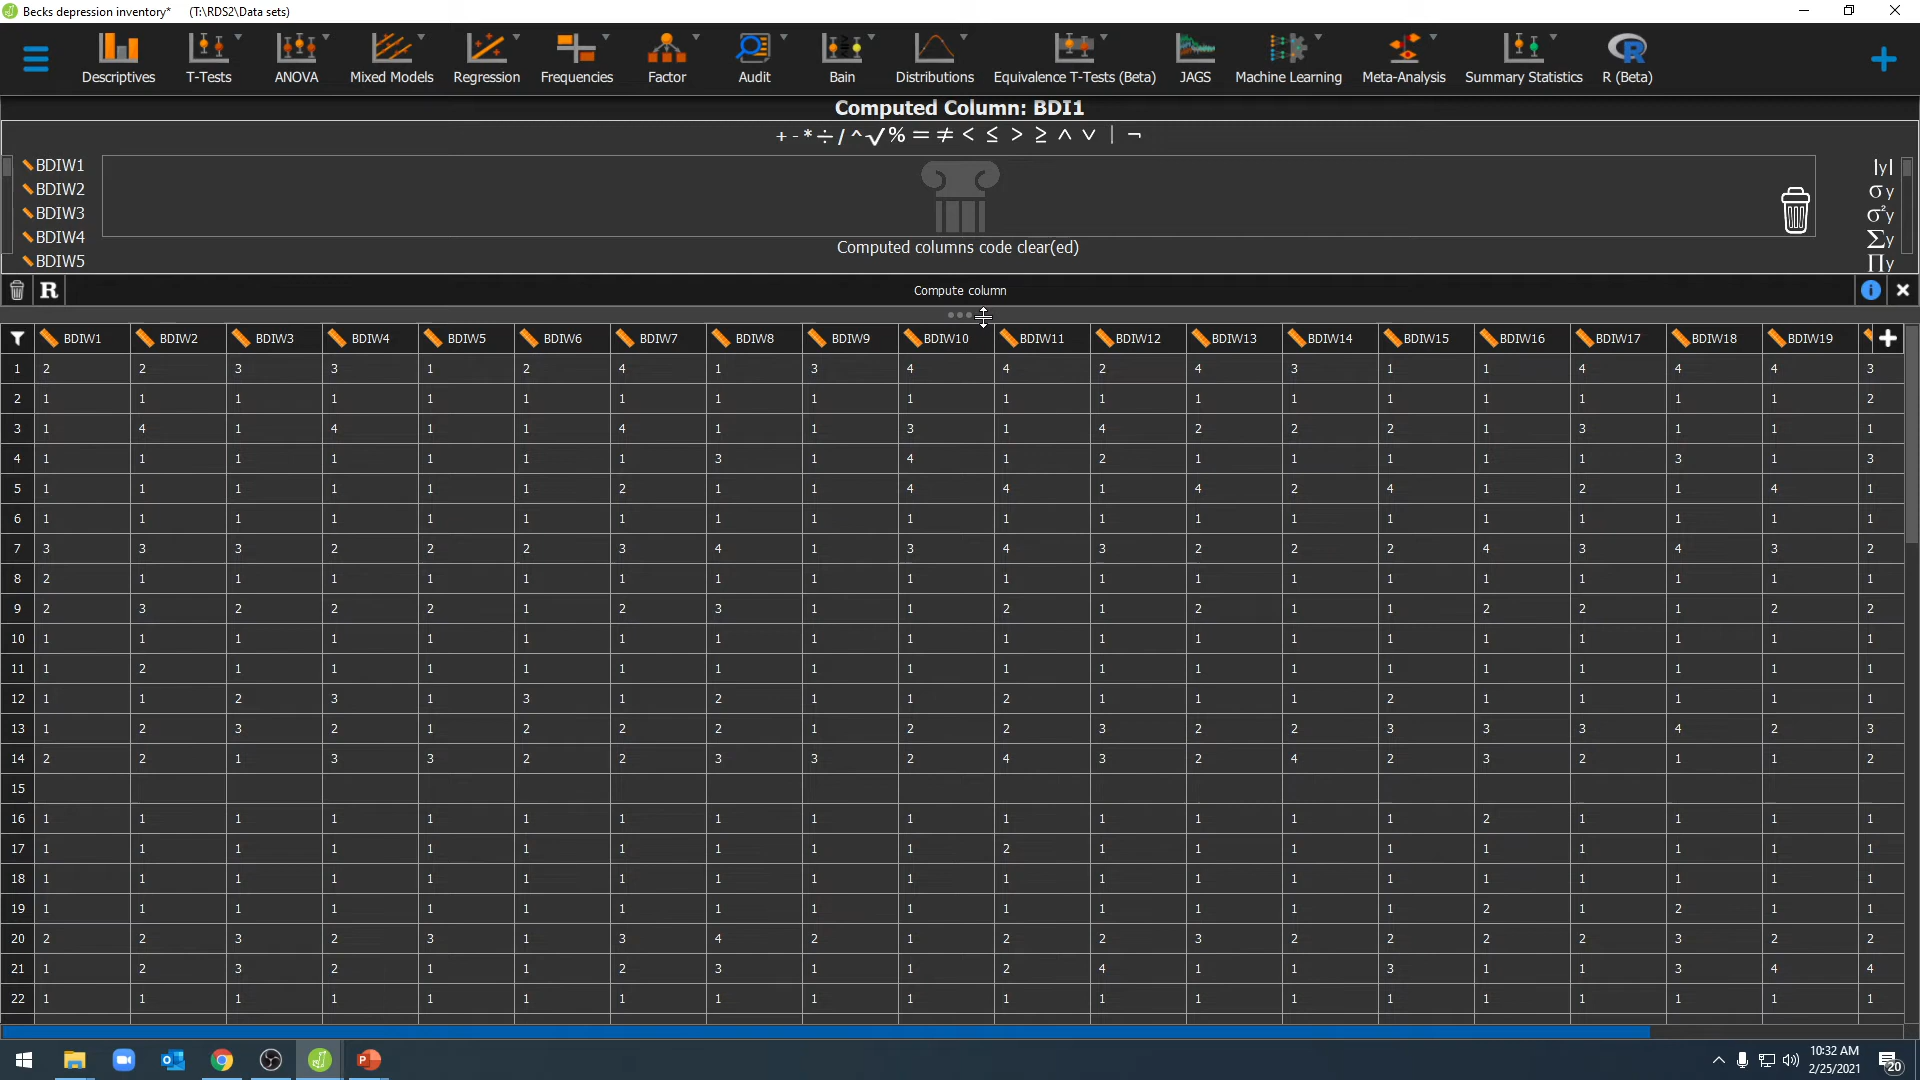 Becks depression inventory* (T:\RDS2\Data sets)
Descriptives T-Tests ANOVA Mixed Models Regression Frequencies Factor Audit Bain Distributions Equivalence T-Tests (Beta) JAGS Machine Learning Meta-Analysis Summary Statistics R (Beta)
Computed Column: BDI1
+ - * ÷ / ^ √ % = ≠ < ≤ > ≥ ∧ ∨ | ¬
BDIW1 |y|
BDIW2 σy
BDIW3 σ²y
BDIW4 Σy
Computed columns code clear(ed)
BDIW5 ∏y
R Compute column i
BDIW1 BDIW2 BDIW3 BDIW4 BDIW5 BDIW6 BDIW7 BDIW8 BDIW9 BDIW10 BDIW11 BDIW12 BDIW13 BDIW14 BDIW15 BDIW16 BDIW17 BDIW18 BDIW19
1 2 2 3 3 1 2 4 1 3 4 4 2 4 3 1 1 4 4 4 3
2 1 1 1 1 1 1 1 1 1 1 1 1 1 1 1 1 1 1 1 2
3 1 4 1 4 1 1 4 1 1 3 1 4 2 2 2 1 3 1 1 1
4 1 1 1 1 1 1 1 3 1 4 1 2 1 1 1 1 1 3 1 3
5 1 1 1 1 1 1 2 1 1 4 4 1 4 2 4 1 2 1 4 1
6 1 1 1 1 1 1 1 1 1 1 1 1 1 1 1 1 1 1 1 1
7 3 3 3 2 2 2 3 4 1 3 4 3 2 2 2 4 3 4 3 2
8 2 1 1 1 1 1 1 1 1 1 1 1 1 1 1 1 1 1 1 1
9 2 3 2 2 2 1 2 3 1 1 2 1 2 1 1 2 2 1 2 2
10 1 1 1 1 1 1 1 1 1 1 1 1 1 1 1 1 1 1 1 1
11 1 2 1 1 1 1 1 1 1 1 1 1 1 1 1 1 1 1 1 1
12 1 1 2 3 1 3 1 2 1 1 2 1 1 1 2 1 1 1 1 1
13 1 2 3 2 1 2 2 2 1 2 2 3 2 2 3 3 3 4 2 3
14 2 2 1 3 3 2 2 3 3 2 4 3 2 4 2 3 2 1 1 2
15
16 1 1 1 1 1 1 1 1 1 1 1 1 1 1 1 2 1 1 1 1
17 1 1 1 1 1 1 1 1 1 1 2 1 1 1 1 1 1 1 1 1
18 1 1 1 1 1 1 1 1 1 1 1 1 1 1 1 1 1 1 1 1
19 1 1 1 1 1 1 1 1 1 1 1 1 1 1 1 2 1 2 1 1
20 2 2 3 2 3 1 3 4 2 1 2 2 3 2 2 2 2 3 2 2
21 1 2 3 2 1 1 2 3 1 1 2 4 1 1 3 1 1 3 4 4
22 1 1 1 1 1 1 1 1 1 1 1 1 1 1 1 1 1 1 1 1
10:32 AM
2/25/2021
20